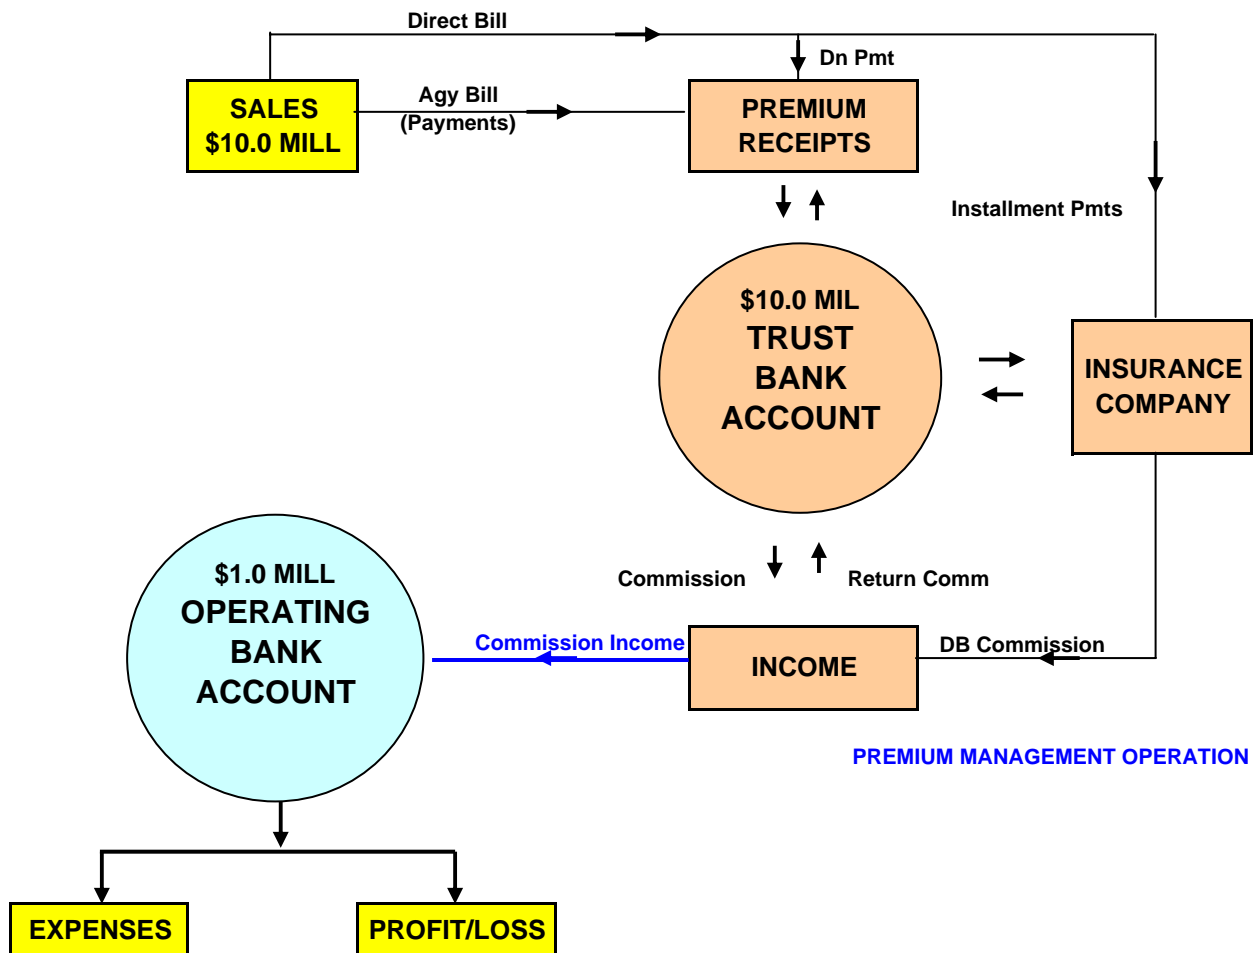 Direct Bill
Dn Pmt
SALES
$10.0 MILL
Agy Bill
(Payments)
PREMIUM
RECEIPTS
Installment Pmts
$10.0 MIL
TRUST
BANK
ACCOUNT
INSURANCE
COMPANY
$1.0 MILL
OPERATING
BANK
ACCOUNT
Commission
Return Comm
Commission Income
INCOME
DB Commission
PREMIUM MANAGEMENT OPERATION
EXPENSES
PROFIT/LOSS